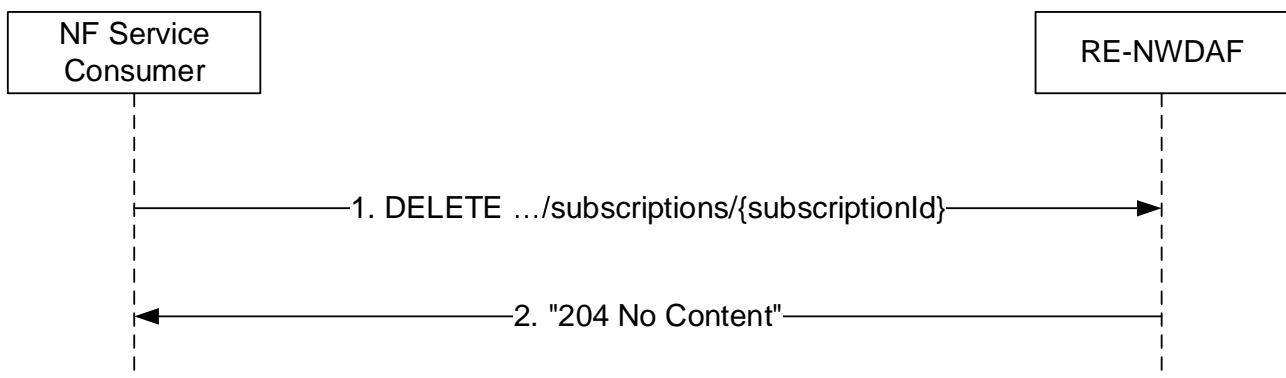 NF Service
Consumer
RE-NWDAF
1. DELETE …/subscriptions/{subscriptionId}
2. "204 No Content"